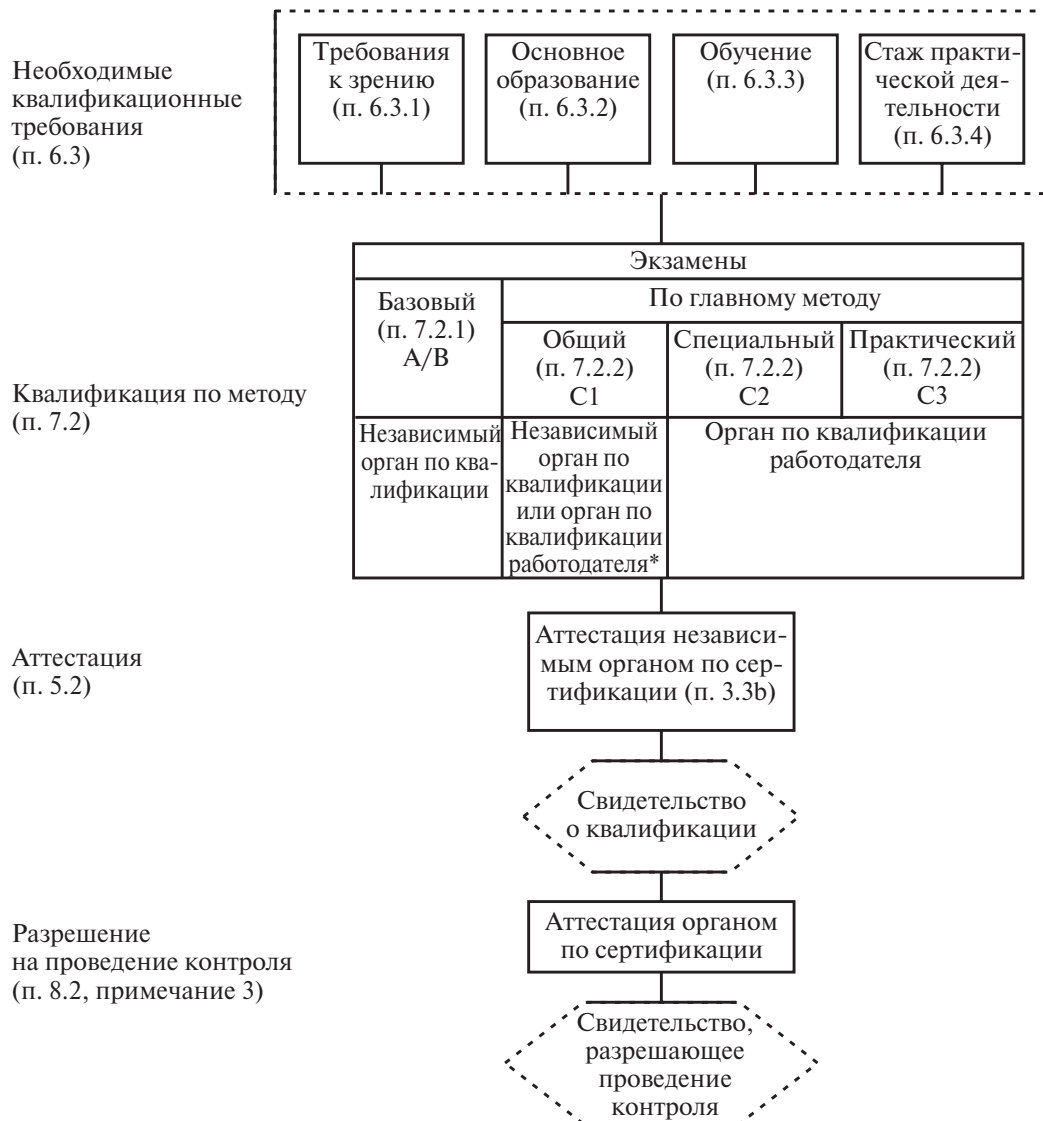 Необходимые
квалификационные
требования
(п. 6.3)
Требования
к зрению
(п. 6.3.1)
Основное
образование
(п. 6.3.2)
Обучение
(п. 6.3.3)
Стаж практи-
ческой дея-
тельности
(п. 6.3.4)
Квалификация по методу
(п. 7.2)
Экзамены
Базовый
(п. 7.2.1)
А/В
По главному методу
Общий
(п. 7.2.2)
С1
Специальный
(п. 7.2.2)
С2
Практический
(п. 7.2.2)
С3
Независимый
орган по ква-
лификации
Независимый
орган по
квалификации
или орган по
квалификации
работодателя*
Орган по квалификации
работодателя
Аттестация
(п. 5.2)
Аттестация независи-
мым органом по сер-
тификации (п. 3.3b)
Свидетельство
о квалификации
Разрешение
на проведение контроля
(п. 8.2, примечание 3)
Аттестация органом
по сертификации
Свидетельство,
разрешающее
проведение
контроля